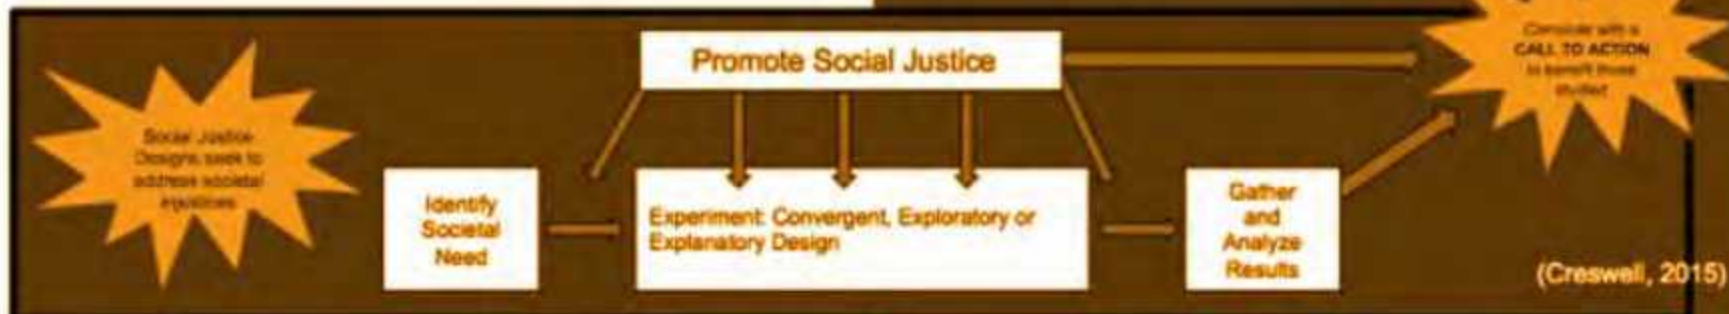 Promote Social Justice
Conclude with a
CALL TO ACTION
to benefit those
studied
Social Justice
Designs seek to
address societal
injustices
Identify
Societal
Need
Experiment: Convergent, Exploratory or
Explanatory Design
Gather
and
Analyze
Results
(Creswell, 2015)